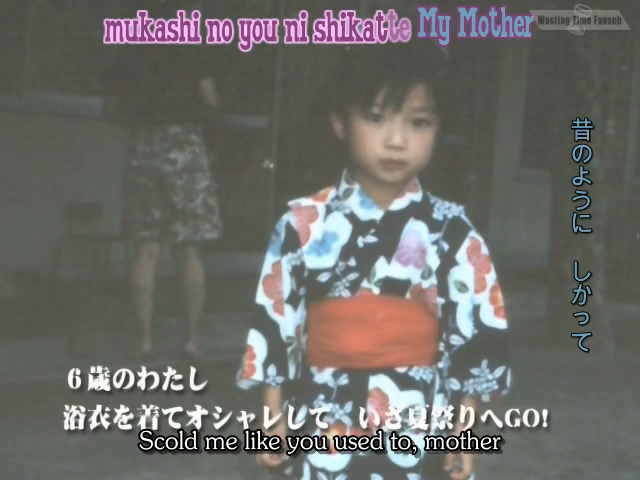 mukashi no you ni shikatte My Mother
Wasting Time Fansub
昔のように しかって
6歳のわたし
浴衣を着てオシャレして いざ夏祭りへGO!
Scold me like you used to, mother